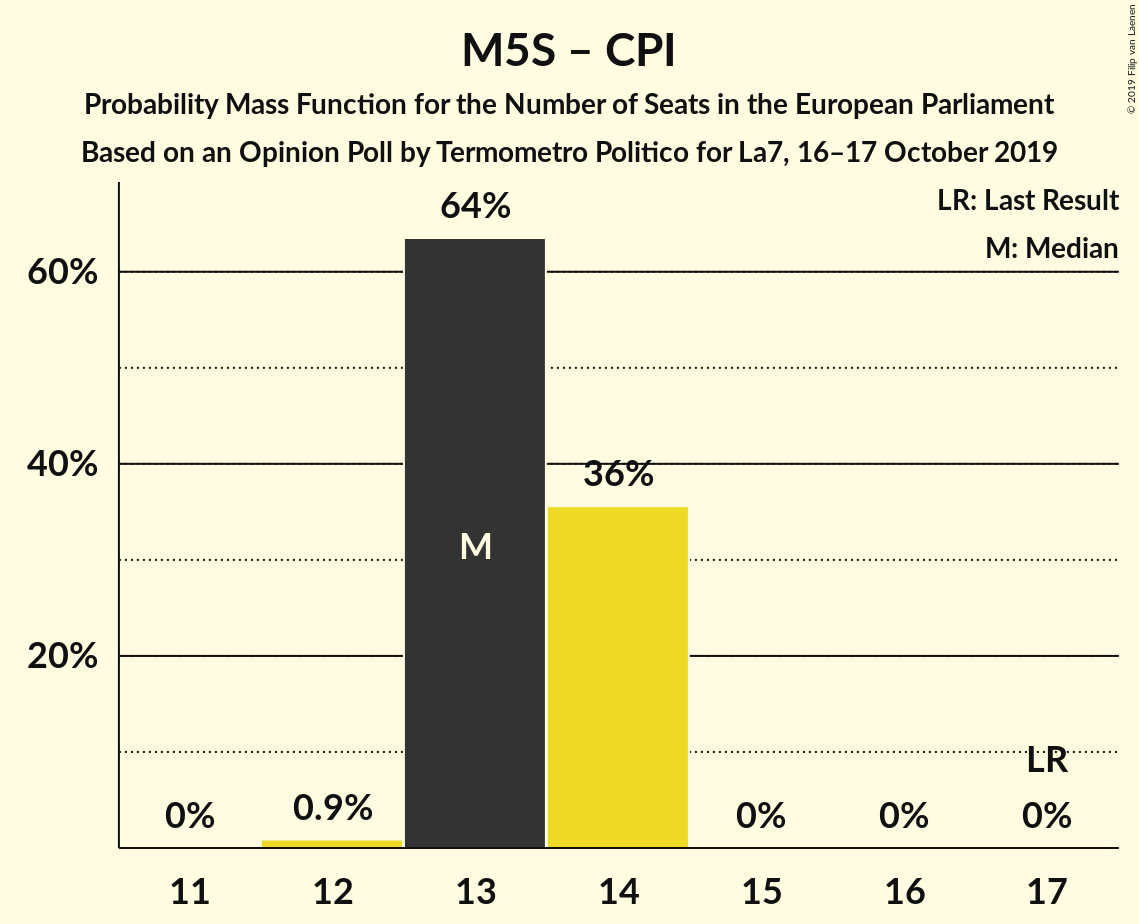 M5S – CPI
Probability Mass Function for the Number of Seats in the European Parliament
Based on an Opinion Poll by Termometro Politico for La7, 16–17 October 2019
© 2019 Filip van Laenen
LR: Last Result
M: Median
60%
40%
20%
0%
0.9%
64%
M
36%
0%
0%
LR
0%
11
12
13
14
15
16
17